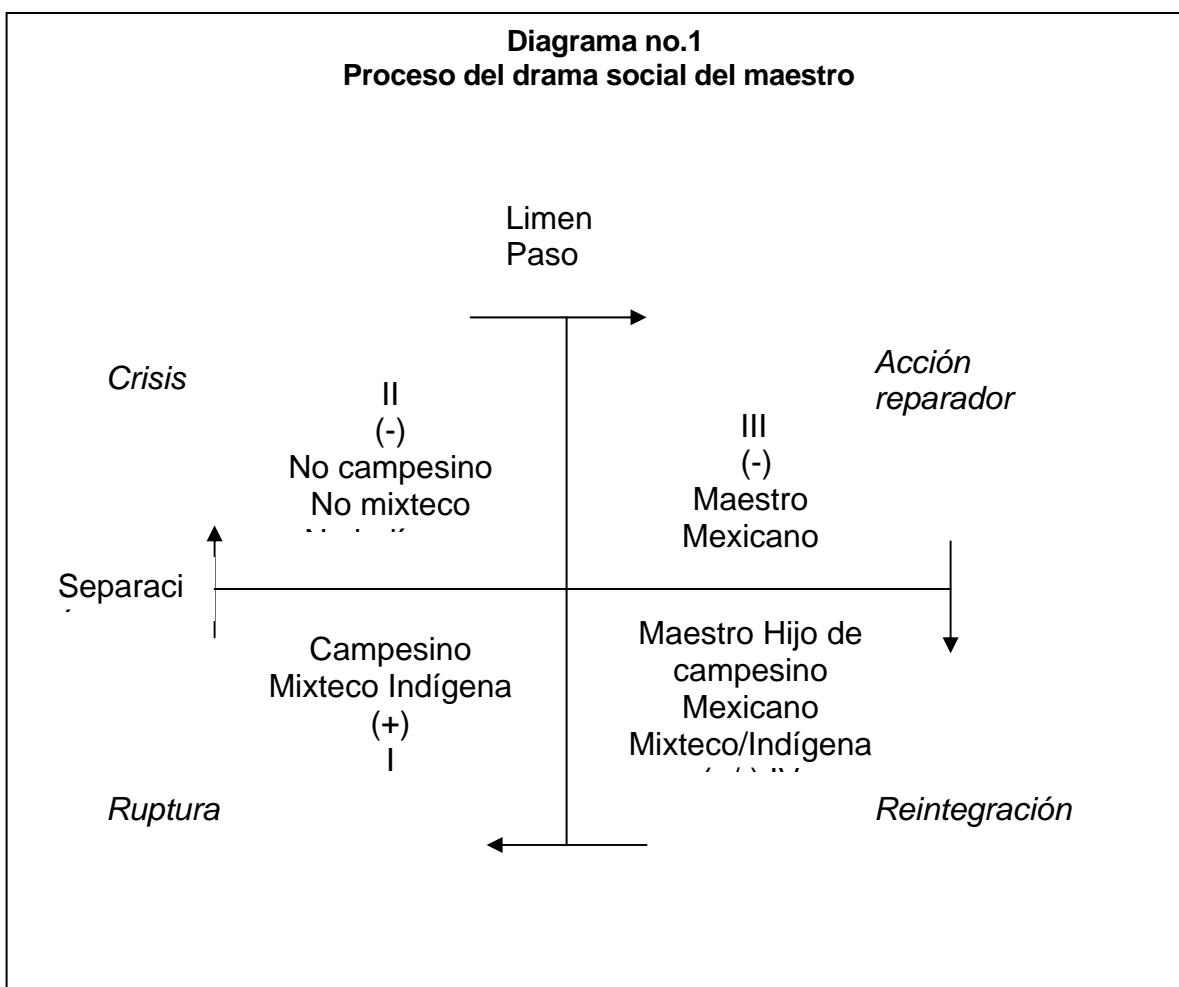 Diagrama no.1
Proceso del drama social del maestro
Limen
Paso
Crisis
Acción
reparador
II
(-)
No campesino
No mixteco
III
(-)
Maestro
Mexicano
Separaci
Campesino
Mixteco Indígena
(+)
I
Maestro Hijo de
campesino
Mexicano
Mixteco/Indígena
Ruptura
Reintegración